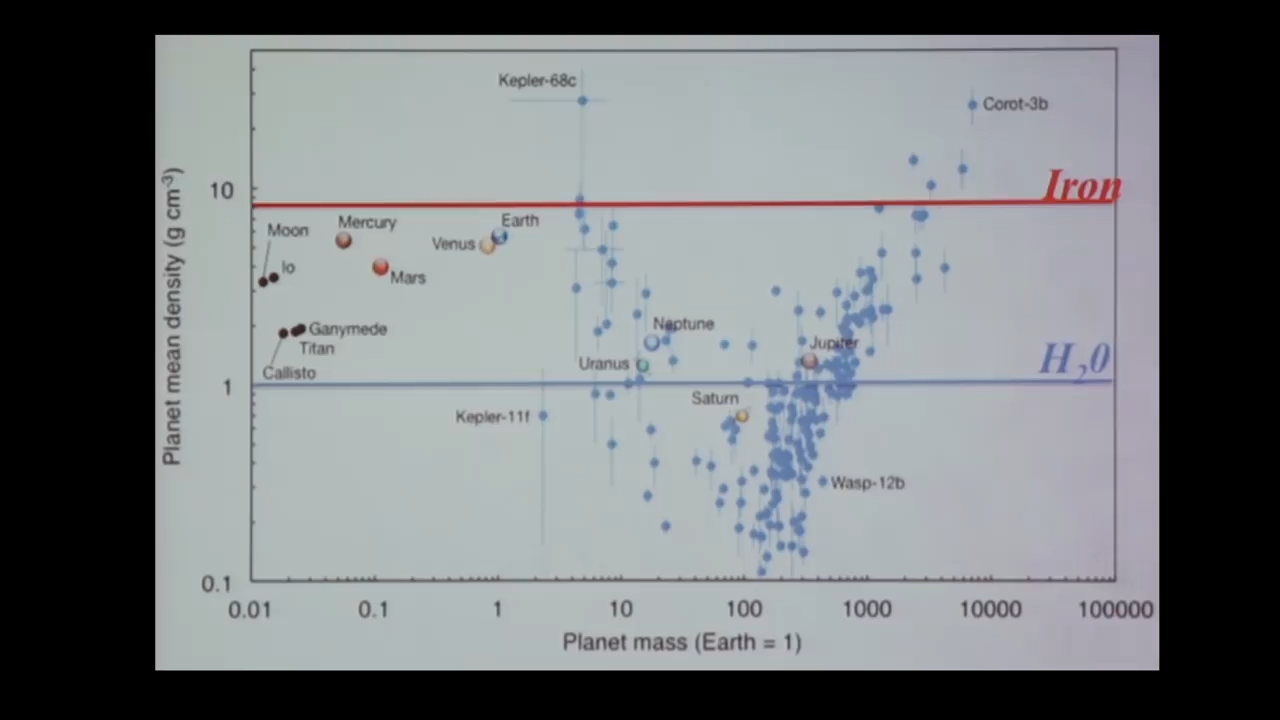 Kepler-68c
Corot-3b
10
Iron
Mercury
Earth
Moon
Venus
Io
Mars
Neptune
Ganymede
Jupiter
Titan
Uranus
H₂0
Callisto
1
Saturn
Kepler-11f
Wasp-12b
0.1
0.01 0.1 1 10 100 1000 10000 100000
Planet mass (Earth = 1)
Planet mean density (g cm⁻³)